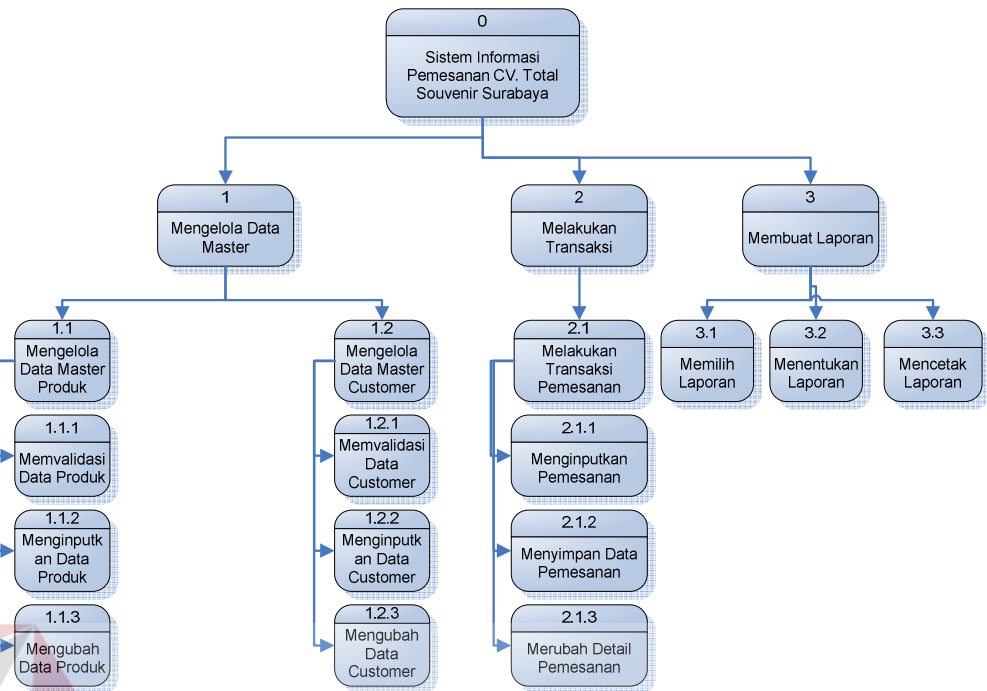 0
Sistem Informasi
Pemesanan CV. Total
Souvenir Surabaya
1
Mengelola Data
Master
2
Melakukan
Transaksi
3
Membuat Laporan
1.1
Mengelola
Data Master
Produk
1.2
Mengelola
Data Master
Customer
2.1
Melakukan
Transaksi
Pemesanan
3.1
Memilih
Laporan
3.2
Menentukan
Laporan
3.3
Mencetak
Laporan
1.1.1
Memvalidasi
Data Produk
1.2.1
Memvalidasi
Data
Customer
2.1.1
Menginputkan
Pemesanan
1.1.2
Menginputk
an Data
Produk
1.2.2
Menginputk
an Data
Customer
2.1.2
Menyimpan Data
Pemesanan
1.1.3
Mengubah
Data Produk
1.2.3
Mengubah
Data
Customer
2.1.3
Merubah Detail
Pemesanan